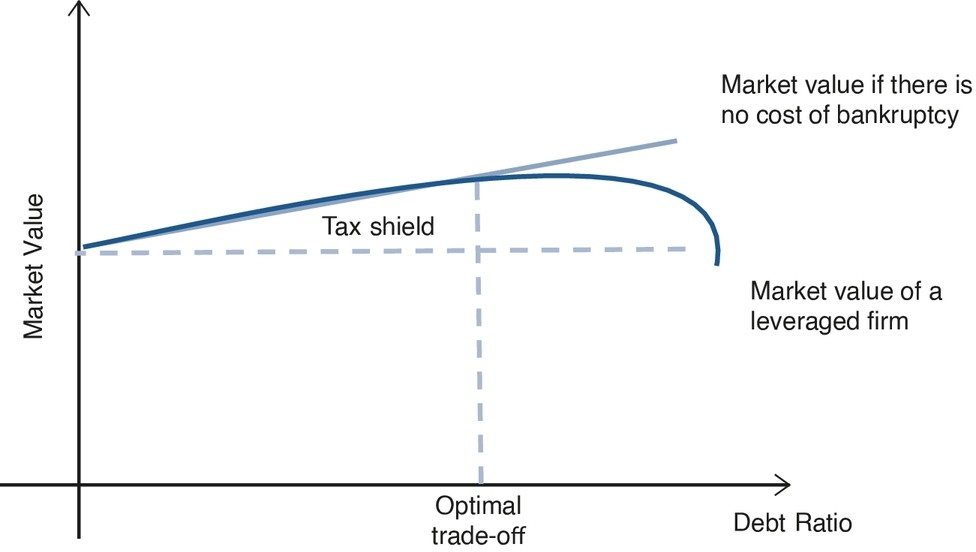 Market value if there is
no cost of bankruptcy
Tax shield
Market Value
Market value of a
leveraged firm
Optimal
trade-off
Debt Ratio